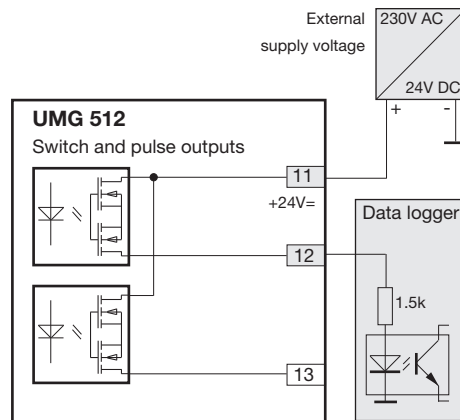 External
supply voltage
230V AC
24V DC
+ -
UMG 512
Switch and pulse outputs
11
+24V=
Data logger
12
1.5k
13